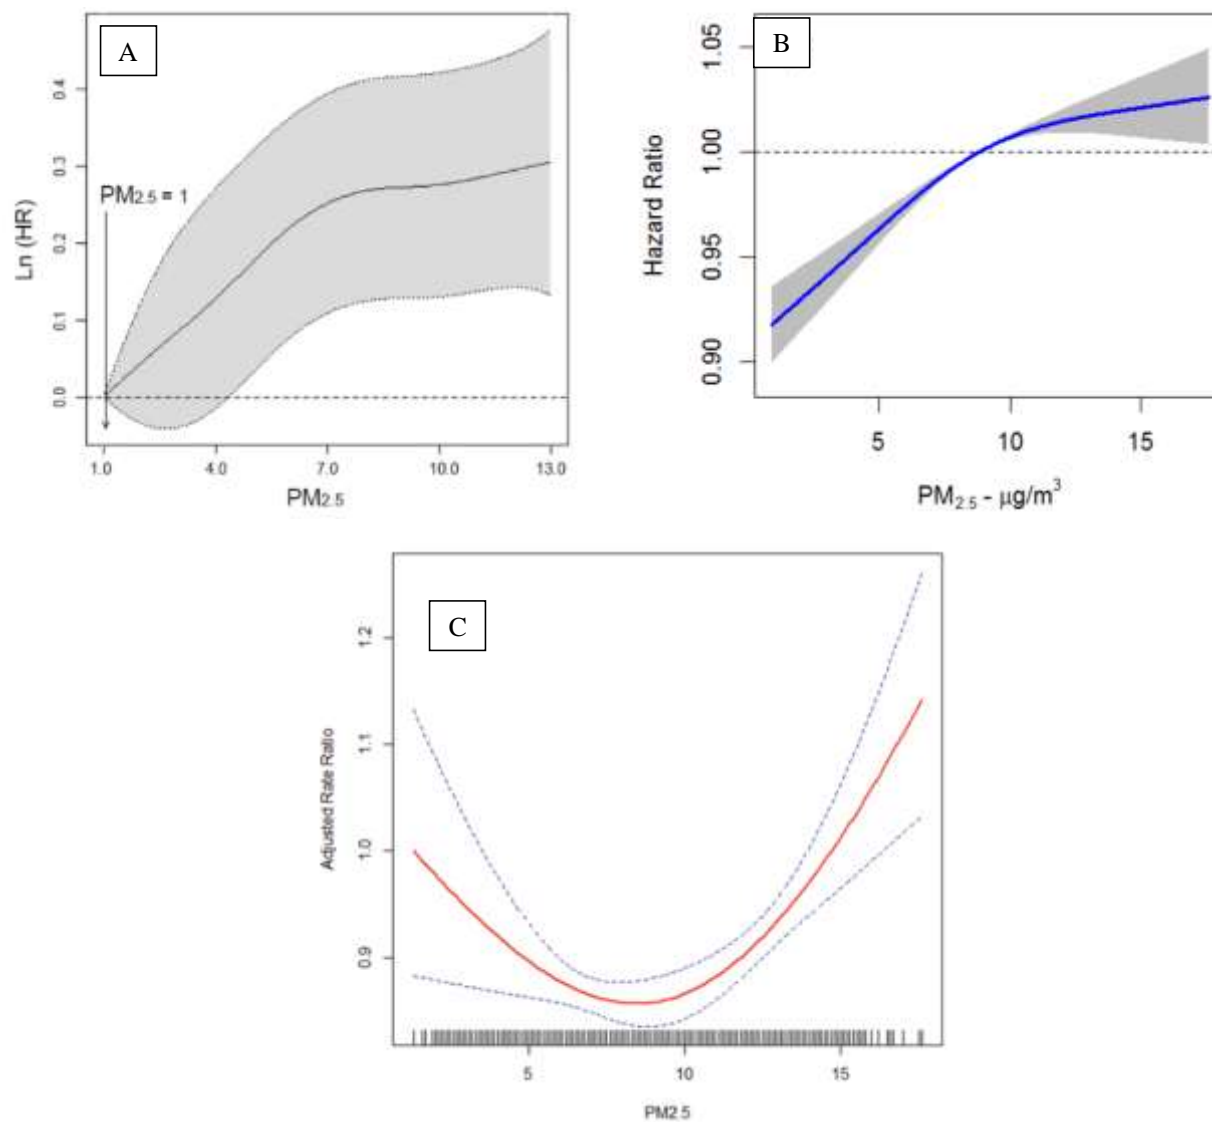 A
Ln (HR)
0.4
0.3
0.2
0.1
0.0
PM2.5 = 1
1.0 4.0 7.0 10.0 13.0
PM2.5
B
Hazard Ratio
1.05
1.00
0.95
0.90
5 10 15
PM2.5 - μg/m³
C
Adjusted Rate Ratio
1.2
1.1
1.0
0.9
5 10 15
PM2.5